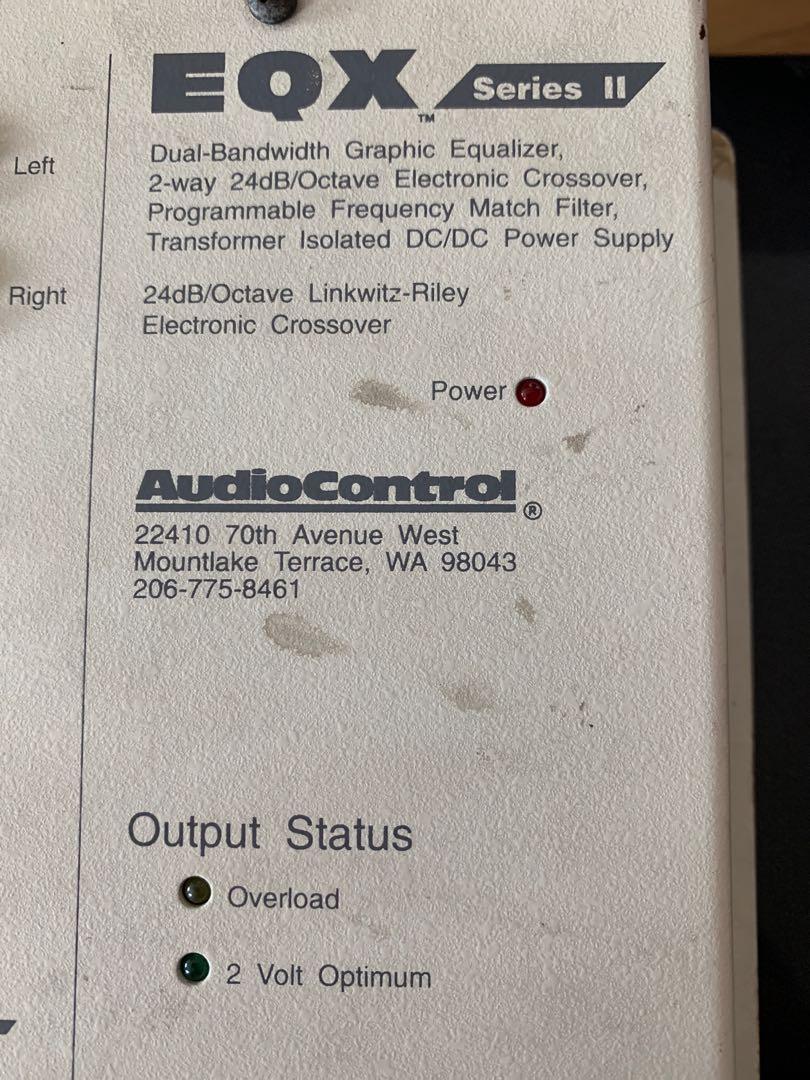 EQX Series II
™
Dual-Bandwidth Graphic Equalizer,
2-way 24dB/Octave Electronic Crossover,
Programmable Frequency Match Filter,
Transformer Isolated DC/DC Power Supply
Left
Right
24dB/Octave Linkwitz-Riley
Electronic Crossover
Power
AudioControl®
22410 70th Avenue West
Mountlake Terrace, WA 98043
206-775-8461
Output Status
Overload
2 Volt Optimum